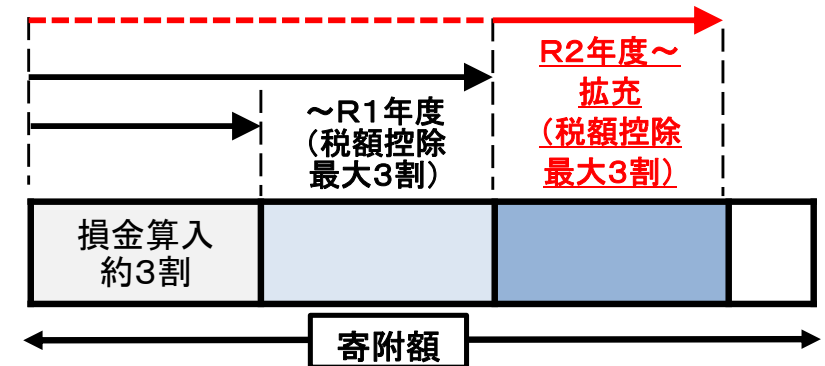 ～Ｒ１年度
（税額控除
最大３割）
Ｒ２年度～
拡充
（税額控除
最大３割）
損金算入
約３割
寄附額